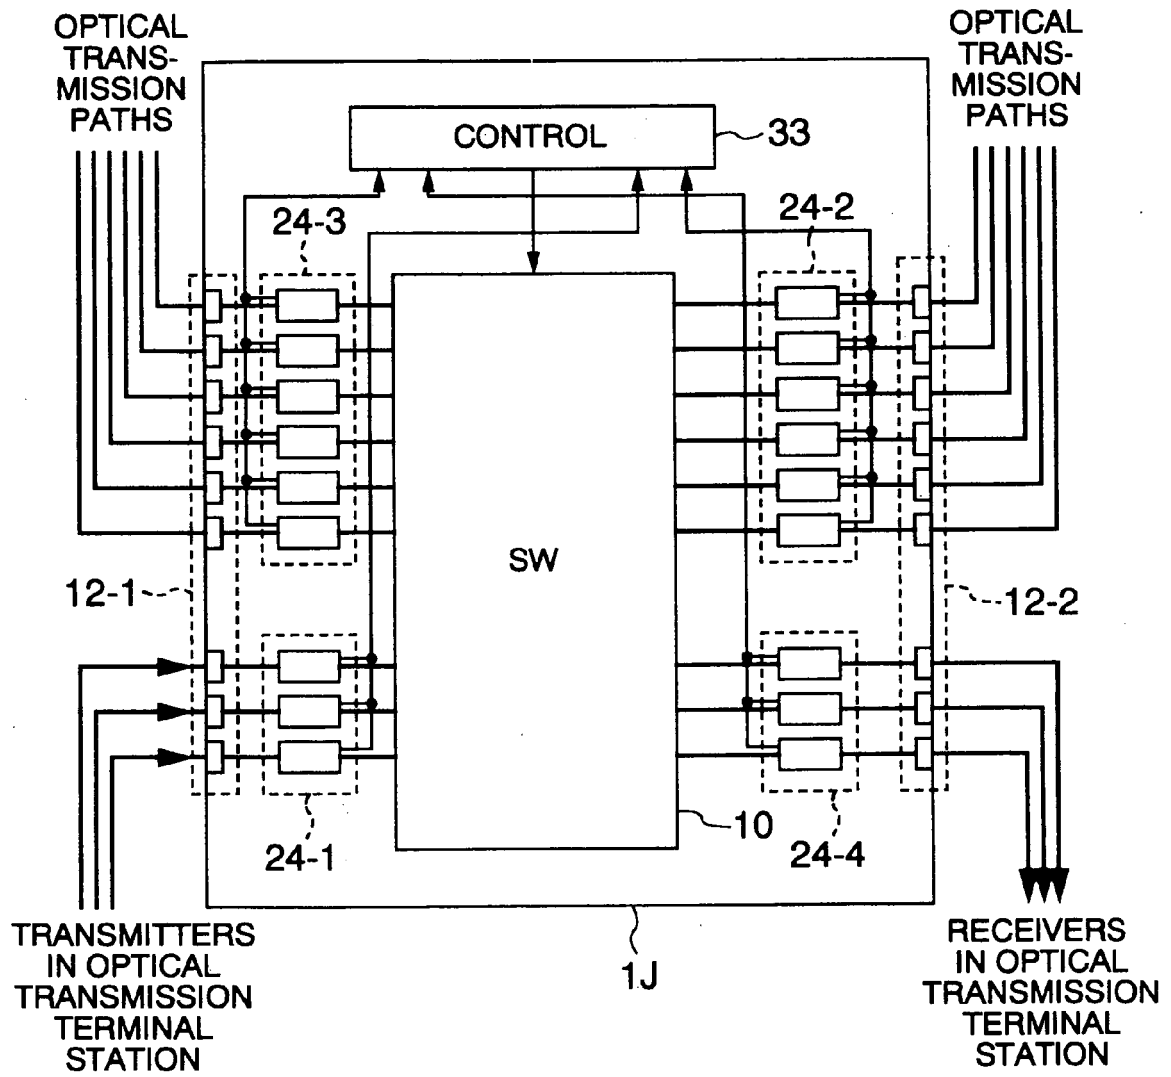 OPTICAL
TRANS-
MISSION
PATHS
OPTICAL
TRANS-
MISSION
PATHS
CONTROL
33
24-3
24-2
SW
12-1
12-2
10
24-1
24-4
1J
TRANSMITTERS
IN OPTICAL
TRANSMISSION
TERMINAL
STATION
RECEIVERS
IN OPTICAL
TRANSMISSION
TERMINAL
STATION